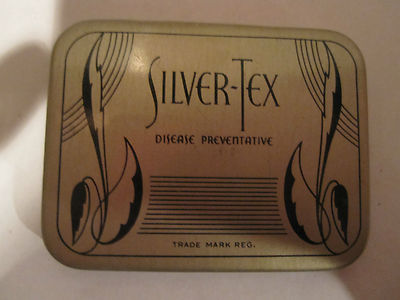 SILVER-TEX
DISEASE PREVENTATIVE
TRADE MARK REG.